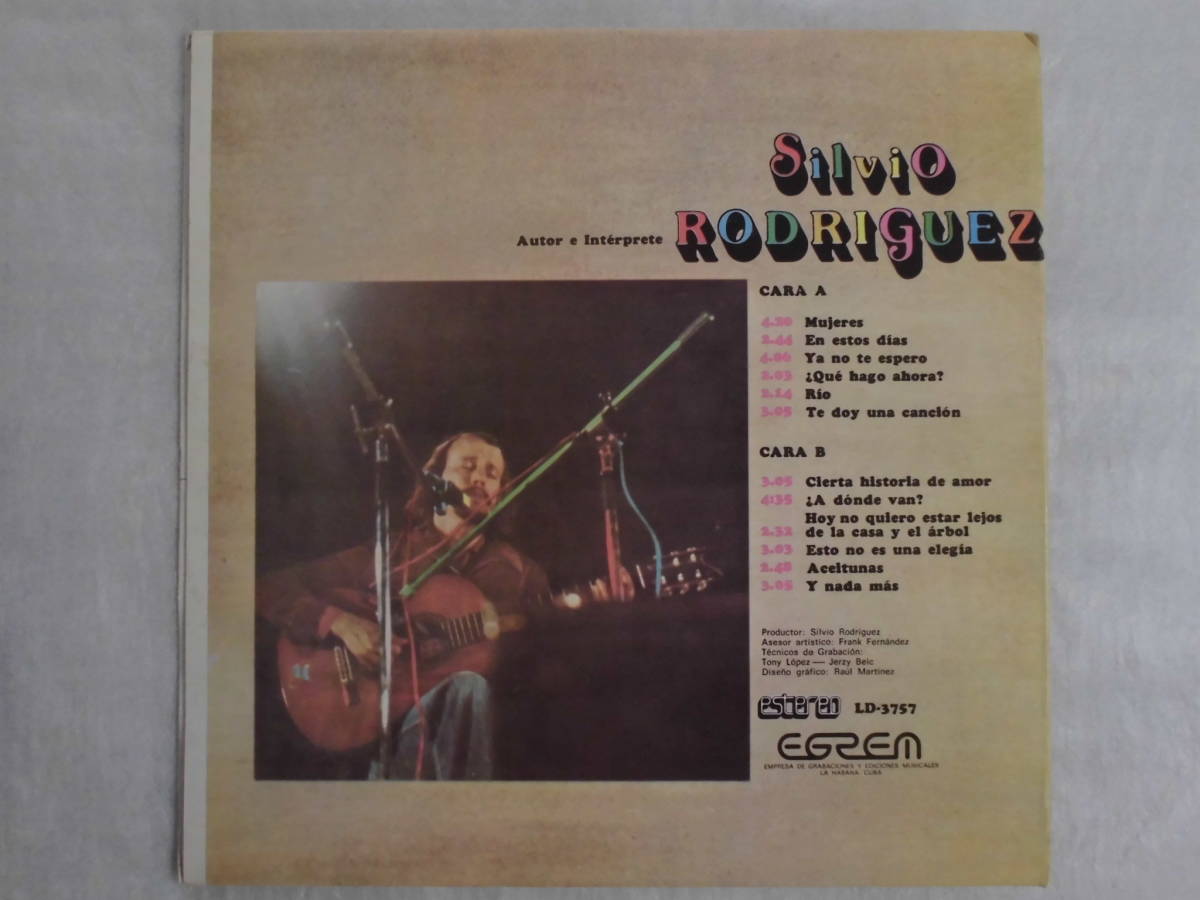 Silvio
Autor e Intérprete RODRIGUEZ
CARA A
4.20 Mujeres
2.44 En estos días
4.06 Ya no te espero
2.03 ¿Qué hago ahora?
2.14 Río
3.05 Te doy una canción
CARA B
3.05 Cierta historia de amor
4:35 ¿A dónde van?
Hoy no quiero estar lejos
2.32 de la casa y el árbol
3.03 Esto no es una elegía
2.48 Aceitunas
3.05 Y nada más
Productor: Silvio Rodríguez
Asesor artístico: Frank Fernández
Técnicos de Grabación:
Tony López — Jerzy Belc
Diseño gráfico: Raúl Martínez
estereo LD-3757
EGREM
EMPRESA DE GRABACIONES Y EDICIONES MUSICALES
LA HABANA CUBA